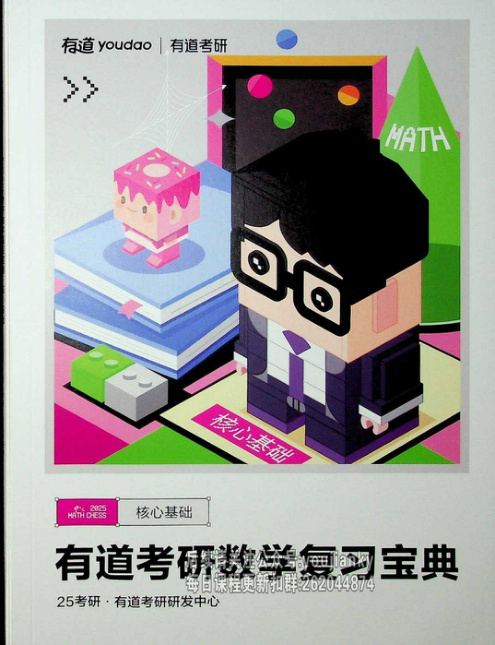 有道 youdao | 有道考研
MATH
核心基础
2025
MATH CHESS
核心基础
有道考研数学复习宝典
每日课程更新扣群:262044874
25考研 · 有道考研研发中心